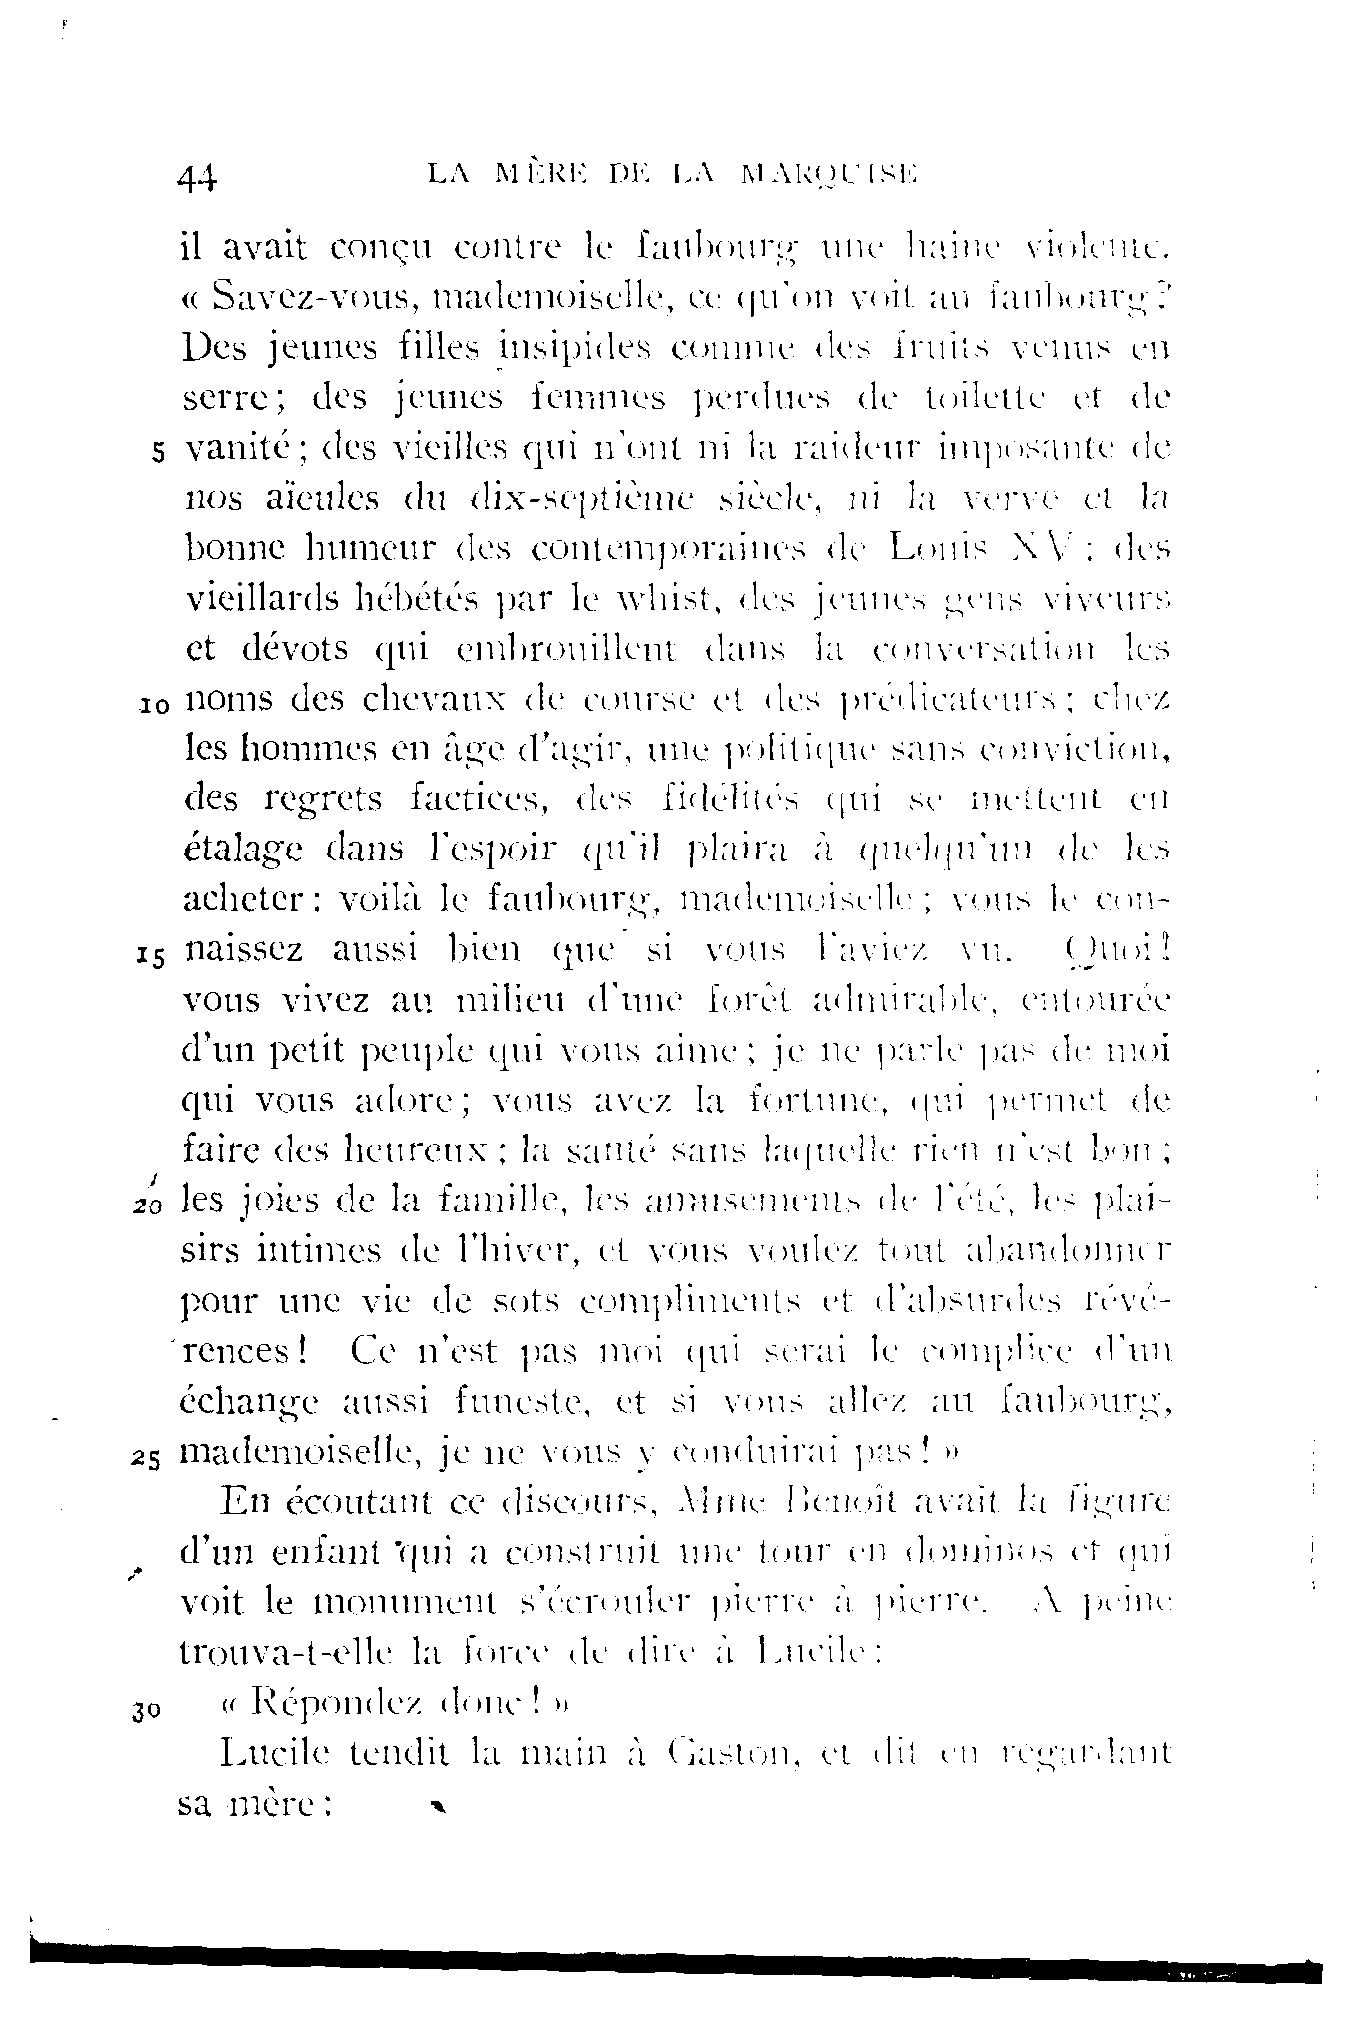 44 LA MÈRE DE LA MARQUISE
il avait conçu contre le faubourg une haine violente.
« Savez-vous, mademoiselle, ce qu'on voit au faubourg?
Des jeunes filles insipides comme des fruits venus en
serre; des jeunes femmes perdues de toilette et de
5 vanité; des vieilles qui n'ont ni la raideur imposante de
nos aïeules du dix-septième siècle, ni la verve et la
bonne humeur des contemporaines de Louis XV; des
vieillards hébétés par le whist, des jeunes gens viveurs
et dévots qui embrouillent dans la conversation les
10 noms des chevaux de course et des prédicateurs; chez
les hommes en âge d'agir, une politique sans conviction,
des regrets factices, des fidélités qui se mettent en
étalage dans l'espoir qu'il plaira à quelqu'un de les
acheter: voilà le faubourg, mademoiselle; vous le con-
15 naissez aussi bien que si vous l'aviez vu. Quoi!
vous vivez au milieu d'une forêt admirable, entourée
d'un petit peuple qui vous aime; je ne parle pas de moi
qui vous adore; vous avez la fortune, qui permet de
faire des heureux; la santé sans laquelle rien n'est bon;
20 les joies de la famille, les amusements de l'été, les plai-
sirs intimes de l'hiver, et vous voulez tout abandonner
pour une vie de sots compliments et d'absurdes révé-
rences! Ce n'est pas moi qui serai le complice d'un
échange aussi funeste, et si vous allez au faubourg,
25 mademoiselle, je ne vous y conduirai pas! »
En écoutant ce discours, Mme Benoît avait la figure
d'un enfant qui a construit une tour en dominos et qui
voit le monument s'écrouler pierre à pierre. A peine
trouva-t-elle la force de dire à Lucile:
30 « Répondez donc! »
Lucile tendit la main à Gaston, et dit en regardant
sa mère: